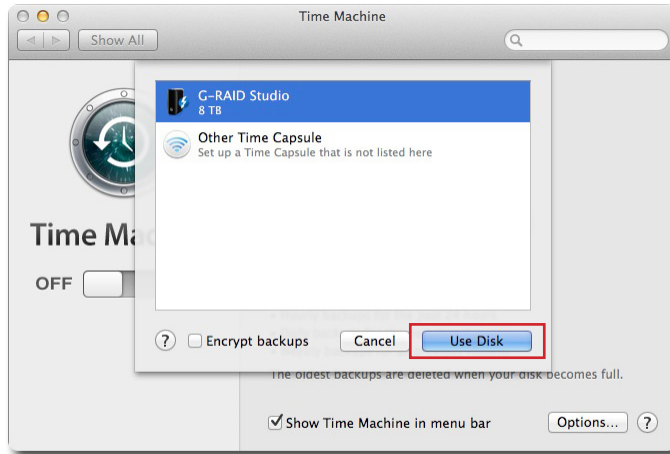 Time Machine
Show All
G-RAID Studio
8 TB
Other Time Capsule
Set up a Time Capsule that is not listed here
Time Ma
OFF
? Encrypt backups Cancel Use Disk
The oldest backups are deleted when your disk becomes full.
Show Time Machine in menu bar Options... ?